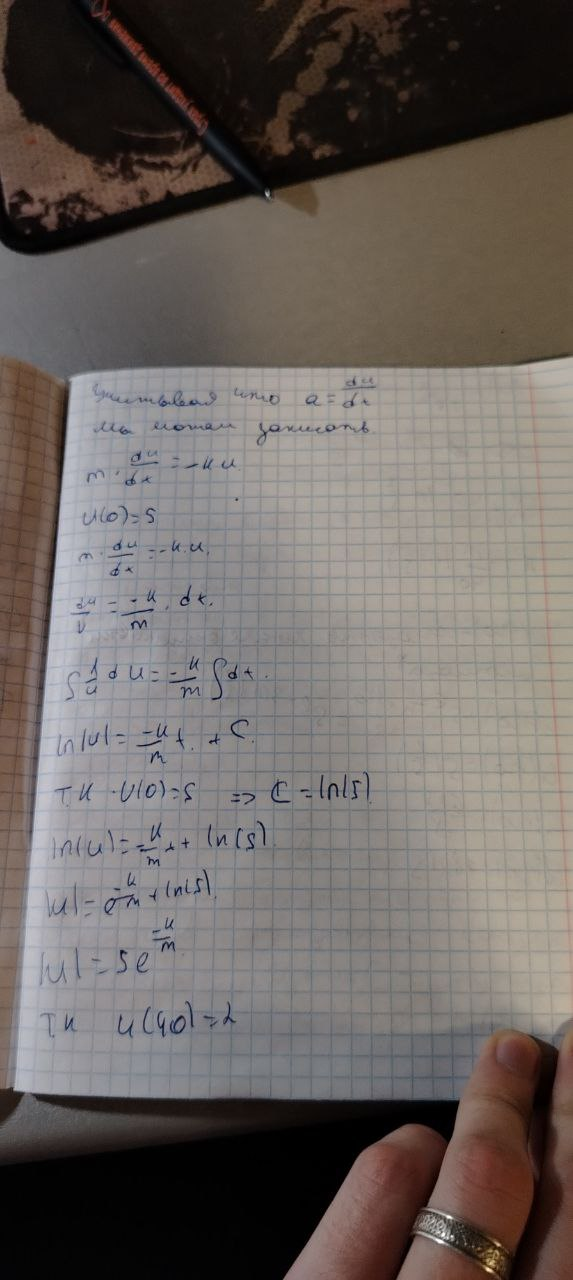 Учитывая что a = du/dt
Мы можем записать.
m · du/dt = -k·u.
u(0)=5
m · du/dt = -k·u.
du/u = -k/m · dt.
∫ 1/u du = -k/m ∫ dt.
ln|u| = -k/m t. + C.
т.к · u(0)=5 => C = ln(5)
ln(u) = -k/m t + ln(5).
|u| = e^(-k/m + ln(5)).
|u| = 5e^(-k/m).
т.к u(40)=2